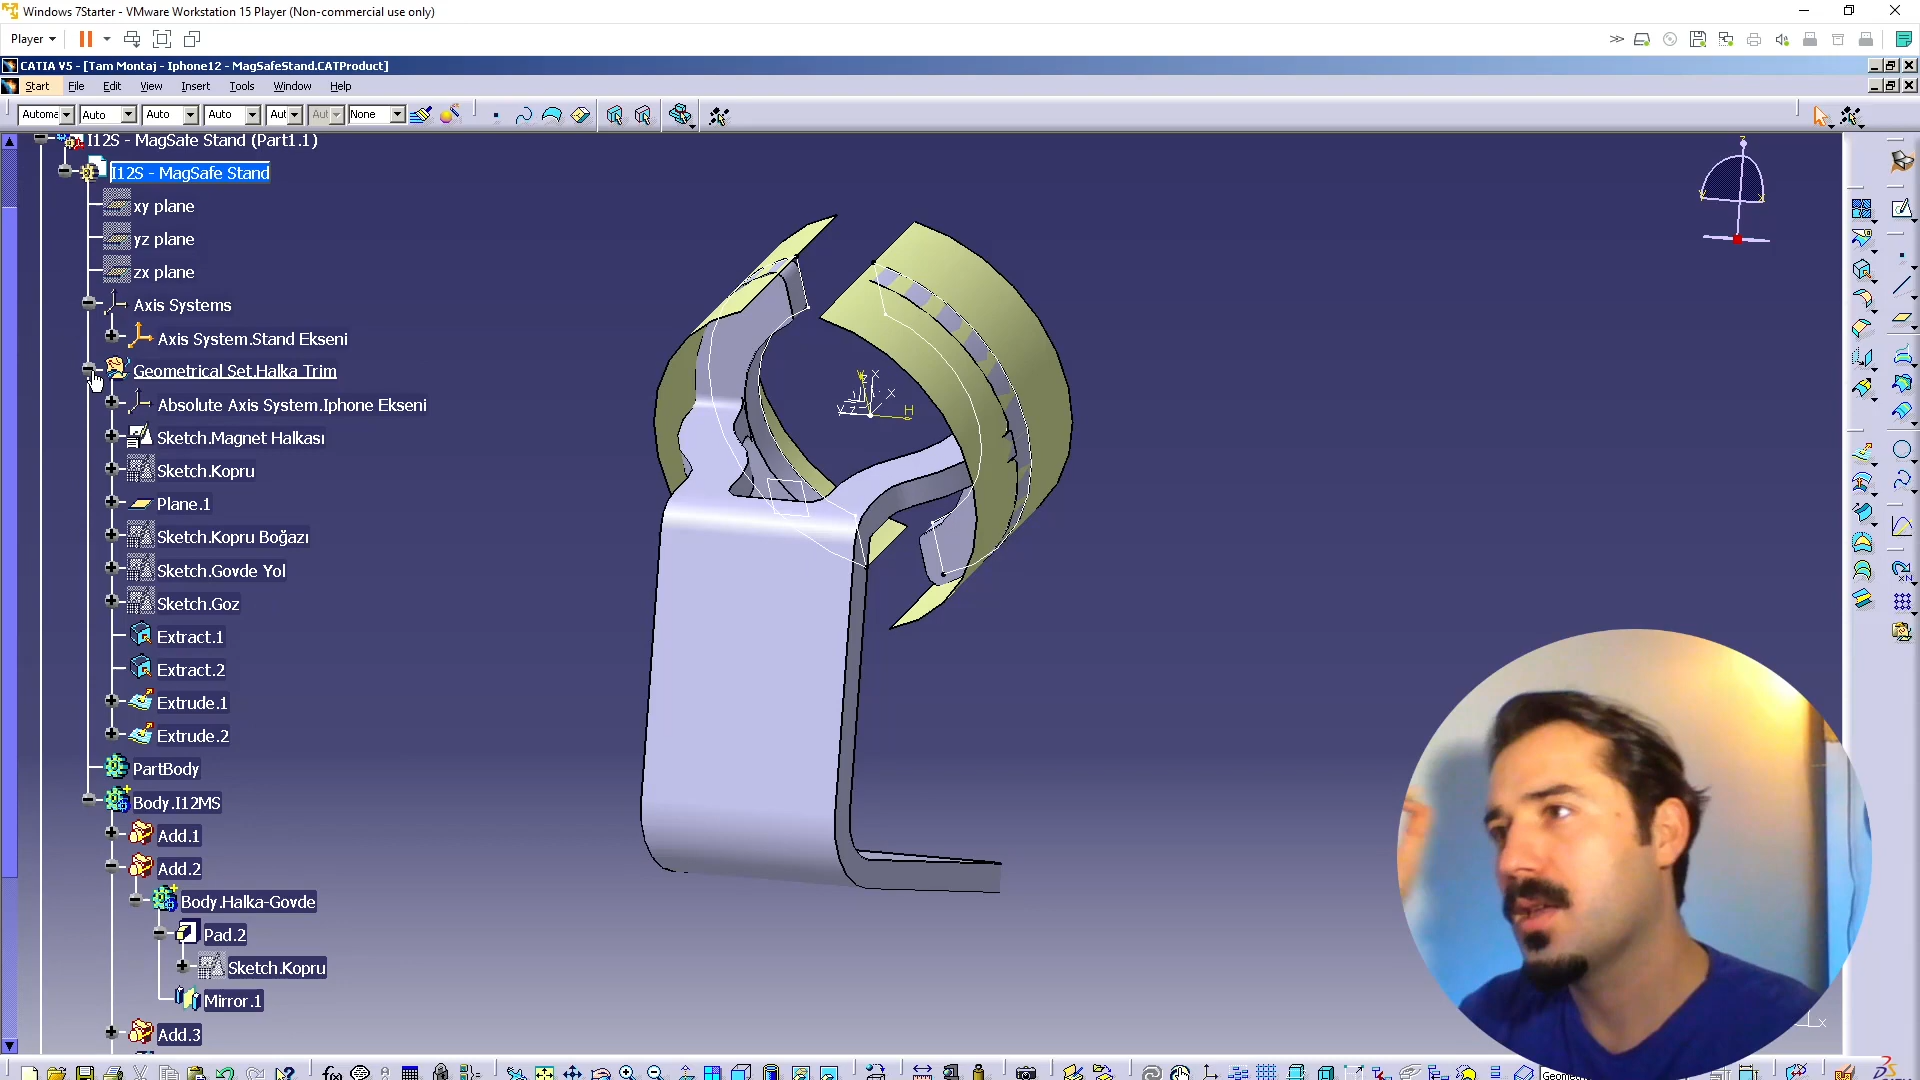 Windows 7Starter - VMware Workstation 15 Player (Non-commercial use only)
Player
CATIA V5 - [Tam Montaj - Iphone12 - MagSafeStand.CATProduct]
Start File Edit View Insert Tools Window Help
Automa Auto Auto Auto Aut Aut None
I12S - MagSafe Stand (Part1.1)
I12S - MagSafe Stand
xy plane
yz plane
zx plane
Axis Systems
Axis System.Stand Ekseni
Geometrical Set.Halka Trim
Absolute Axis System.Iphone Ekseni
Sketch.Magnet Halkası
Sketch.Kopru
Plane.1
Sketch.Kopru Boğazı
Sketch.Govde Yol
Sketch.Goz
Extract.1
Extract.2
Extrude.1
Extrude.2
PartBody
Body.I12MS
Add.1
Add.2
Body.Halka-Govde
Pad.2
Sketch.Kopru
Mirror.1
Add.3